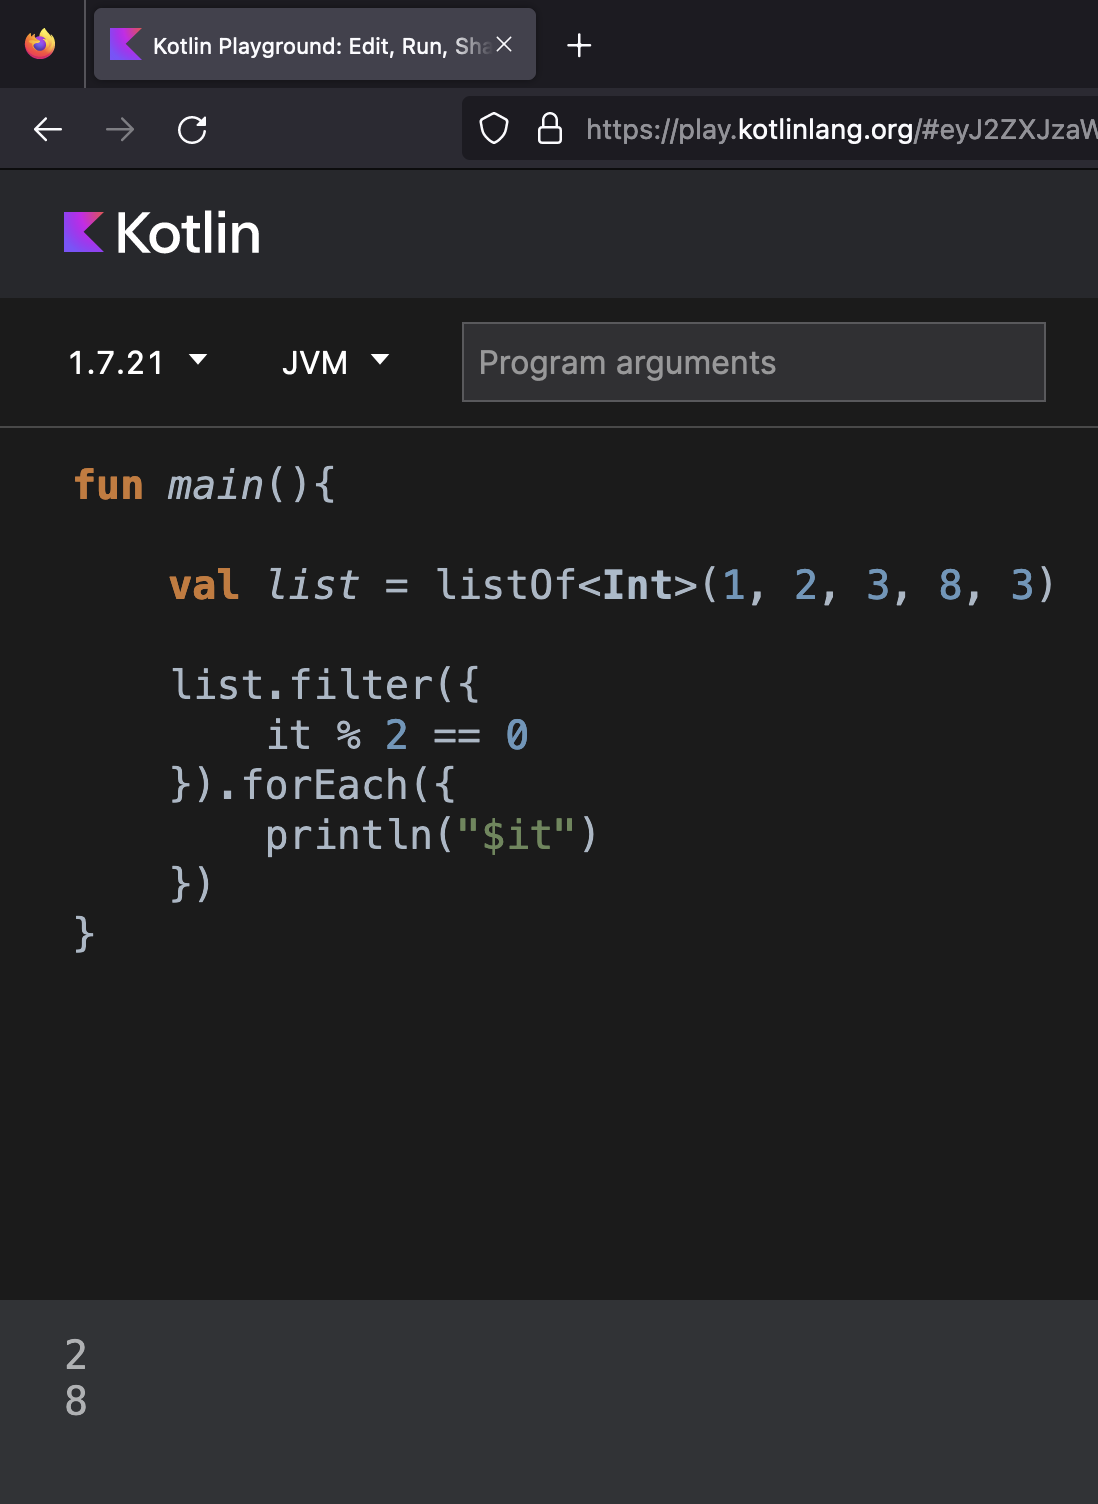 Kotlin Playground: Edit, Run, Sha
https://play.kotlinlang.org/#eyJ2ZXJzaW
Kotlin
1.7.21 JVM Program arguments
fun main(){
val list = listOf<Int>(1, 2, 3, 8, 3)
list.filter({
it % 2 == 0
}).forEach({
println("$it")
})
}
2
8